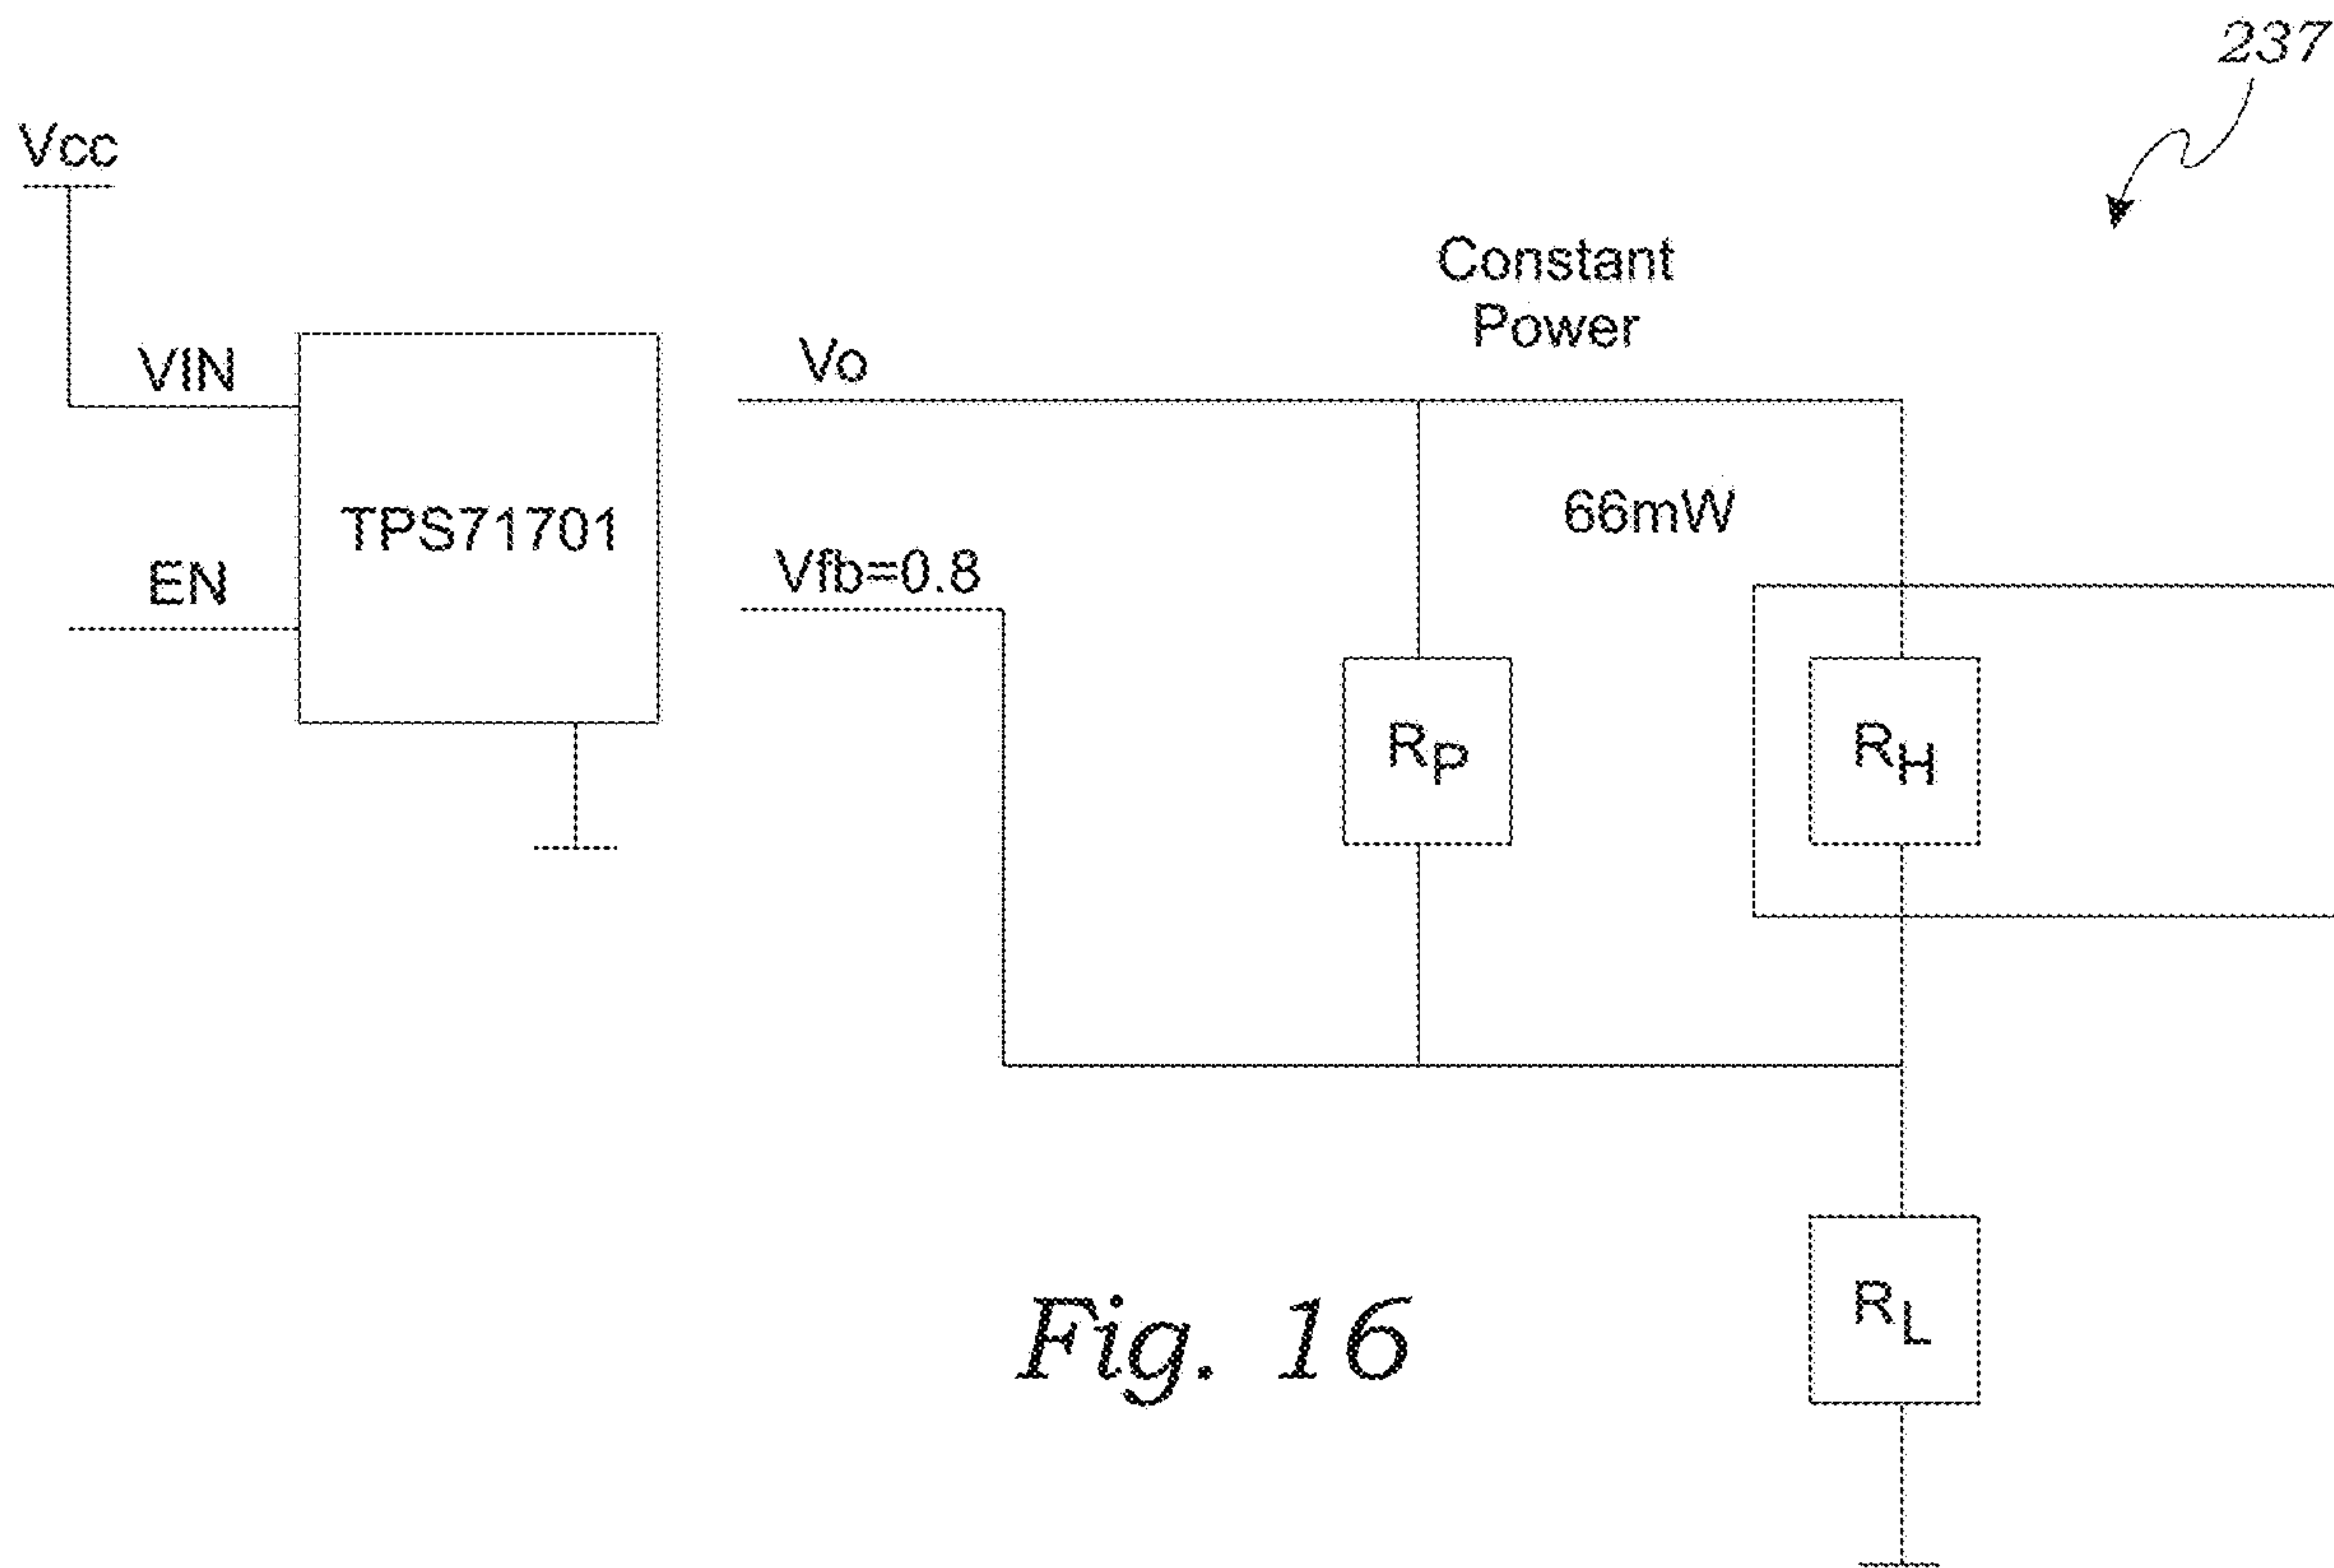 237
Vcc
Constant
Power
VIN
Vo
66mW
TPS71701
EN
Vfb=0.8
RP
RH
RL
Fig. 16